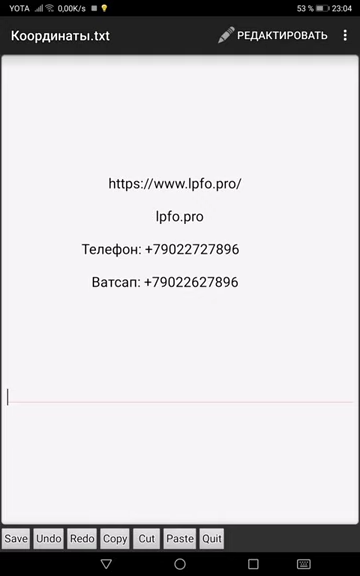 YOTA 0,00K/s 53 % 23:04
Координаты.txt РЕДАКТИРОВАТЬ
https://www.lpfo.pro/
lpfo.pro
Телефон: +79022727896
Ватсап: +79022627896
Save Undo Redo Copy Cut Paste Quit